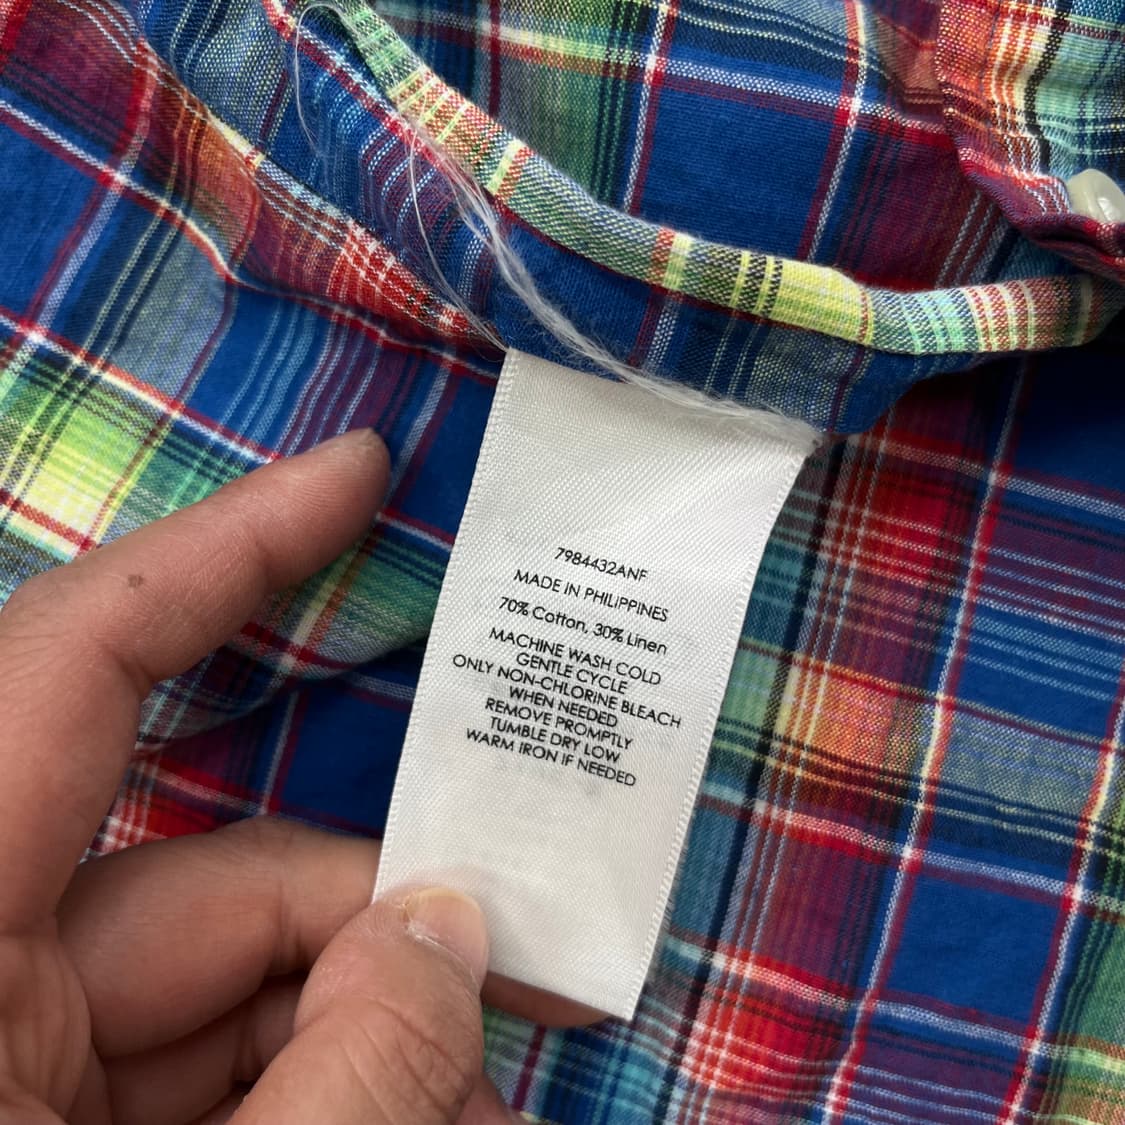 7984432ANF
MADE IN PHILIPPINES
70% Cotton, 30% Linen
MACHINE WASH COLD
GENTLE CYCLE
ONLY NON-CHLORINE BLEACH
WHEN NEEDED
REMOVE PROMPTLY
TUMBLE DRY LOW
WARM IRON IF NEEDED